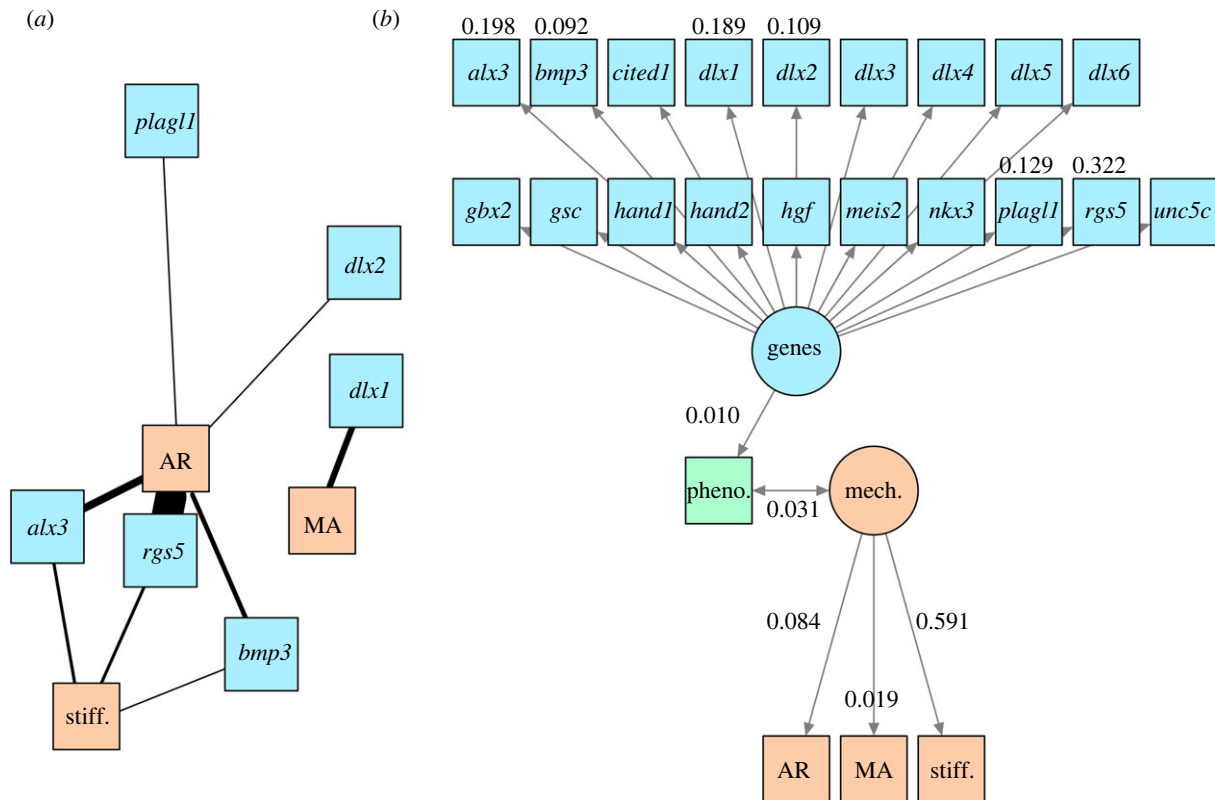 (a)
plagl1
dlx2
dlx1
AR
MA
alx3
rgs5
bmp3
stiff.
(b)
0.198 0.092 0.189 0.109
alx3 bmp3 cited1 dlx1 dlx2 dlx3 dlx4 dlx5 dlx6
0.129 0.322
gbx2 gsc hand1 hand2 hgf meis2 nkx3 plagl1 rgs5 unc5c
genes
0.010
pheno. mech.
0.031
0.084 0.591
0.019
AR MA stiff.